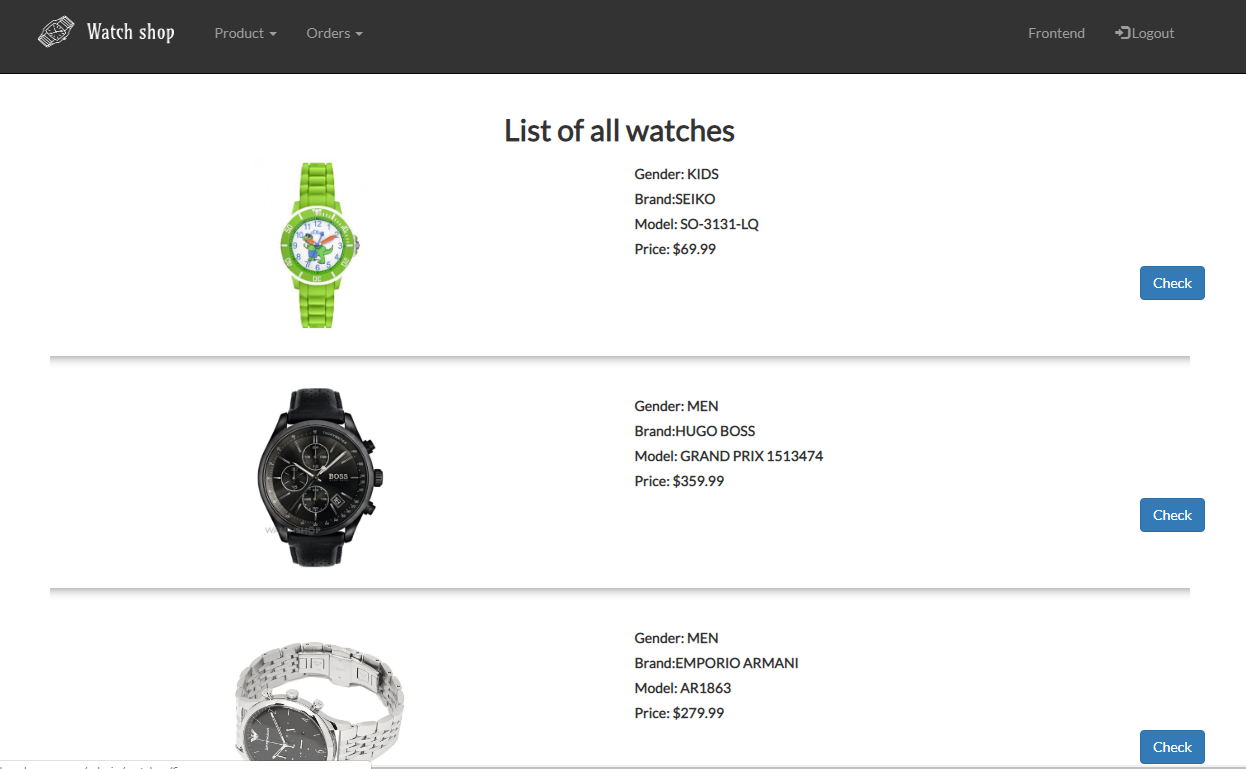 Watch shop
Product
Orders
Frontend
Logout
List of all watches
Gender: KIDS
Brand:SEIKO
Model: SO-3131-LQ
Price: $69.99
Check
Gender: MEN
Brand:HUGO BOSS
Model: GRAND PRIX 1513474
Price: $359.99
BOSS
Check
Gender: MEN
Brand:EMPORIO ARMANI
Model: AR1863
Price: $279.99
Check